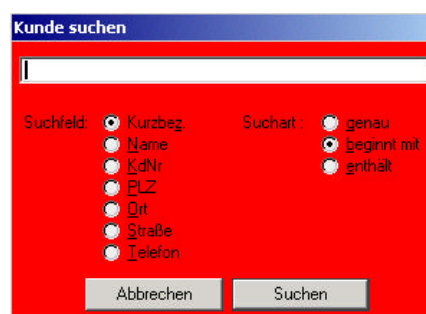 Kunde suchen
Suchfeld: Kurzbez. Suchart : genau
Name beginnt mit
KdNr enthält
PLZ
Ort
Straße
Telefon
Abbrechen Suchen